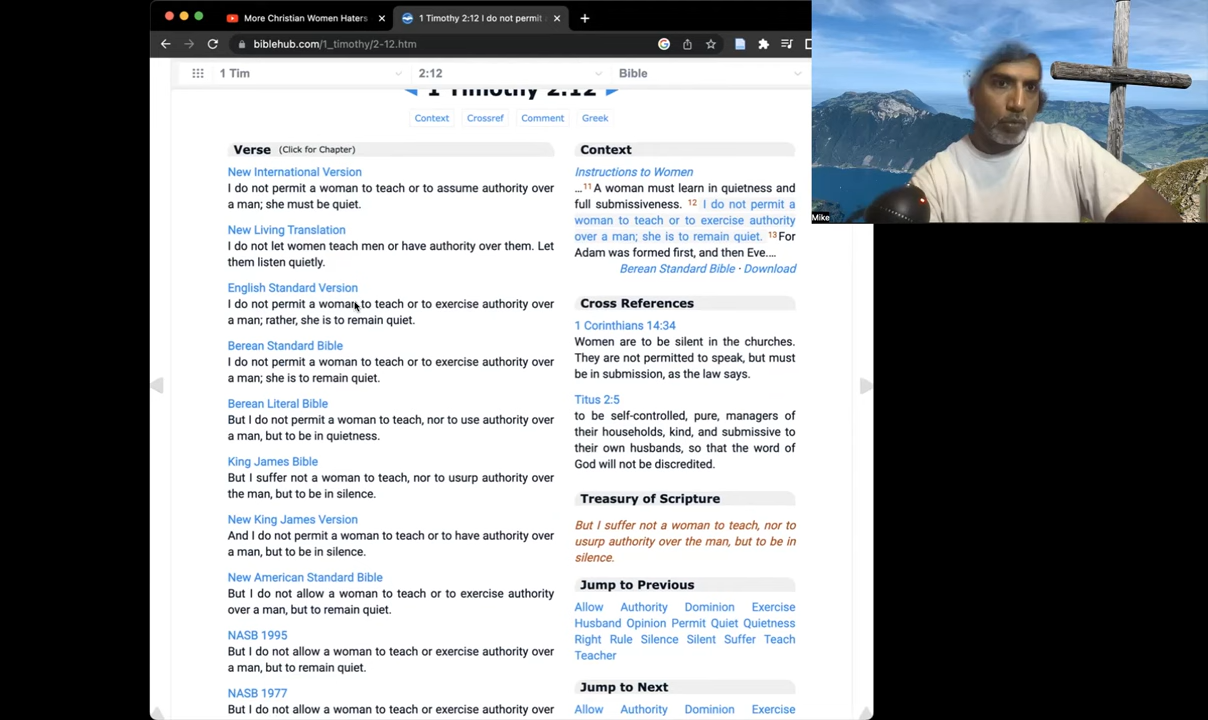 More Christian Women Haters
1 Timothy 2:12 I do not permit
biblehub.com/1_timothy/2-12.htm
1 Tim
2:12
Bible
1 Timothy 2:12
Context Crossref Comment Greek
Verse (Click for Chapter)
New International Version
I do not permit a woman to teach or to assume authority over
a man; she must be quiet.
New Living Translation
I do not let women teach men or have authority over them. Let
them listen quietly.
English Standard Version
I do not permit a woman to teach or to exercise authority over
a man; rather, she is to remain quiet.
Berean Standard Bible
I do not permit a woman to teach or to exercise authority over
a man; she is to remain quiet.
Berean Literal Bible
But I do not permit a woman to teach, nor to use authority over
a man, but to be in quietness.
King James Bible
But I suffer not a woman to teach, nor to usurp authority over
the man, but to be in silence.
New King James Version
And I do not permit a woman to teach or to have authority over
a man, but to be in silence.
New American Standard Bible
But I do not allow a woman to teach or to exercise authority
over a man, but to remain quiet.
NASB 1995
But I do not allow a woman to teach or exercise authority over
a man, but to remain quiet.
NASB 1977
But I do not allow a woman to teach or exercise authority over
Context
Instructions to Women
…11 A woman must learn in quietness and
full submissiveness. 12 I do not permit a
woman to teach or to exercise authority
over a man; she is to remain quiet. 13 For
Adam was formed first, and then Eve.…
Berean Standard Bible · Download
Cross References
1 Corinthians 14:34
Women are to be silent in the churches.
They are not permitted to speak, but must
be in submission, as the law says.
Titus 2:5
to be self-controlled, pure, managers of
their households, kind, and submissive to
their own husbands, so that the word of
God will not be discredited.
Treasury of Scripture
But I suffer not a woman to teach, nor to
usurp authority over the man, but to be in
silence.
Jump to Previous
Allow Authority Dominion Exercise
Husband Opinion Permit Quiet Quietness
Right Rule Silence Silent Suffer Teach
Teacher
Jump to Next
Allow Authority Dominion Exercise
Mike